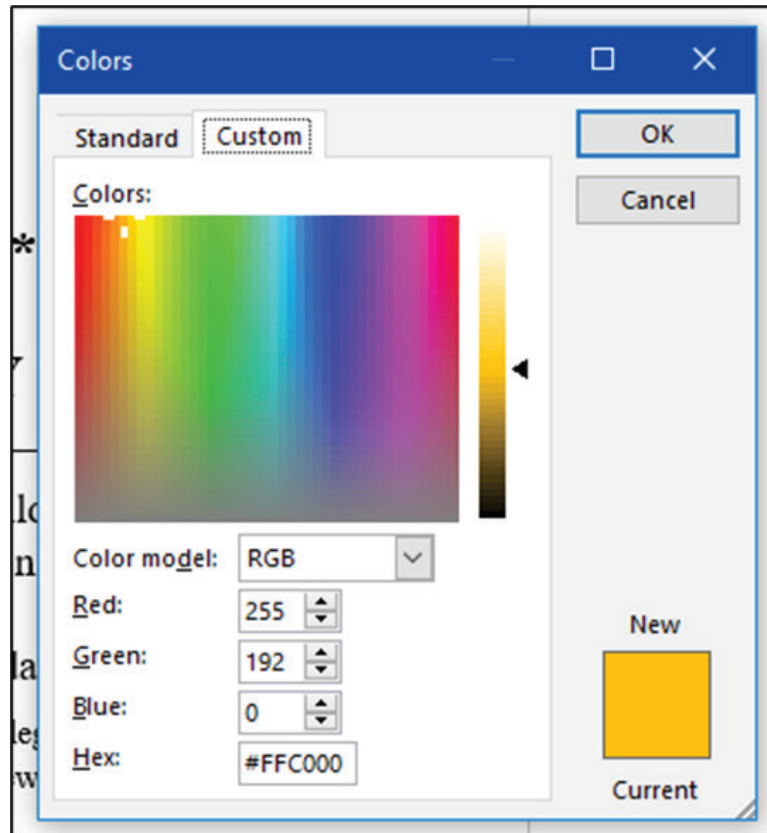 Colors
Standard Custom
OK
Cancel
Colors:
Color model: RGB
Red: 255
Green: 192
Blue: 0
Hex: #FFC000
New
Current